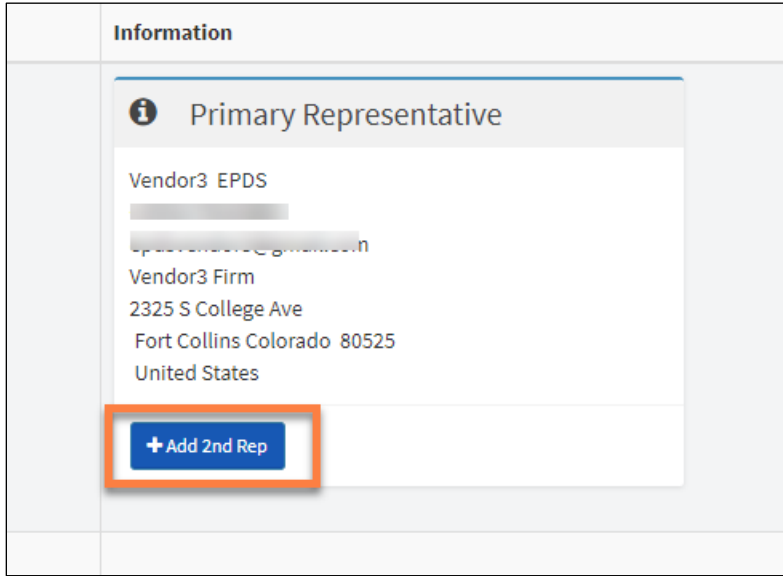 Information
Primary Representative
Vendor3 EPDS
Vendor3 Firm
2325 S College Ave
Fort Collins Colorado 80525
United States
Add 2nd Rep